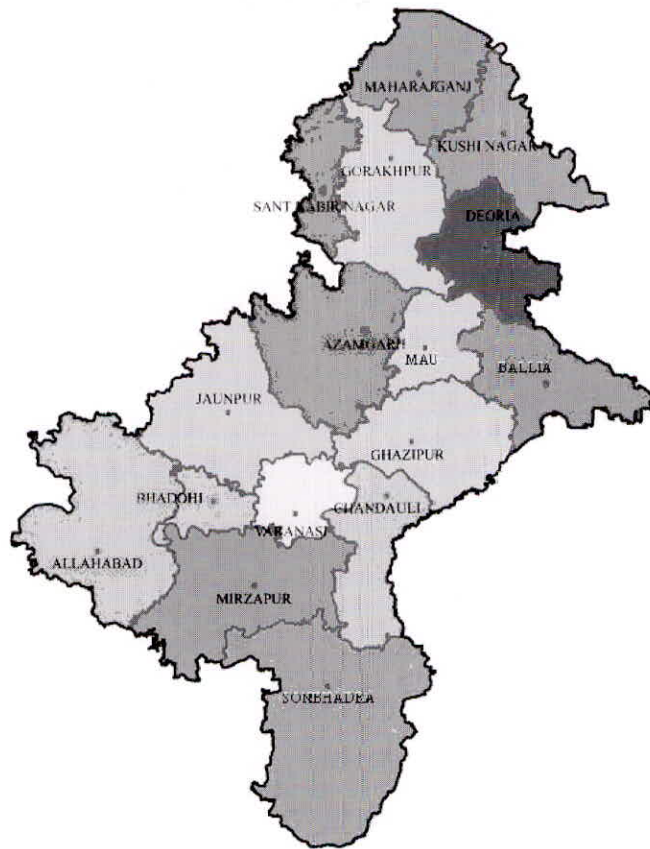 MAHARAJGANJ
KUSHI NAGAR
GORAKHPUR
SANT KABIR NAGAR
DEORIA
AZAMGARH
MAU
BALLIA
JAUNPUR
GHAZIPUR
BHADOHI
CHANDAULI
VARANASI
ALLAHABAD
MIRZAPUR
SONBHADRA